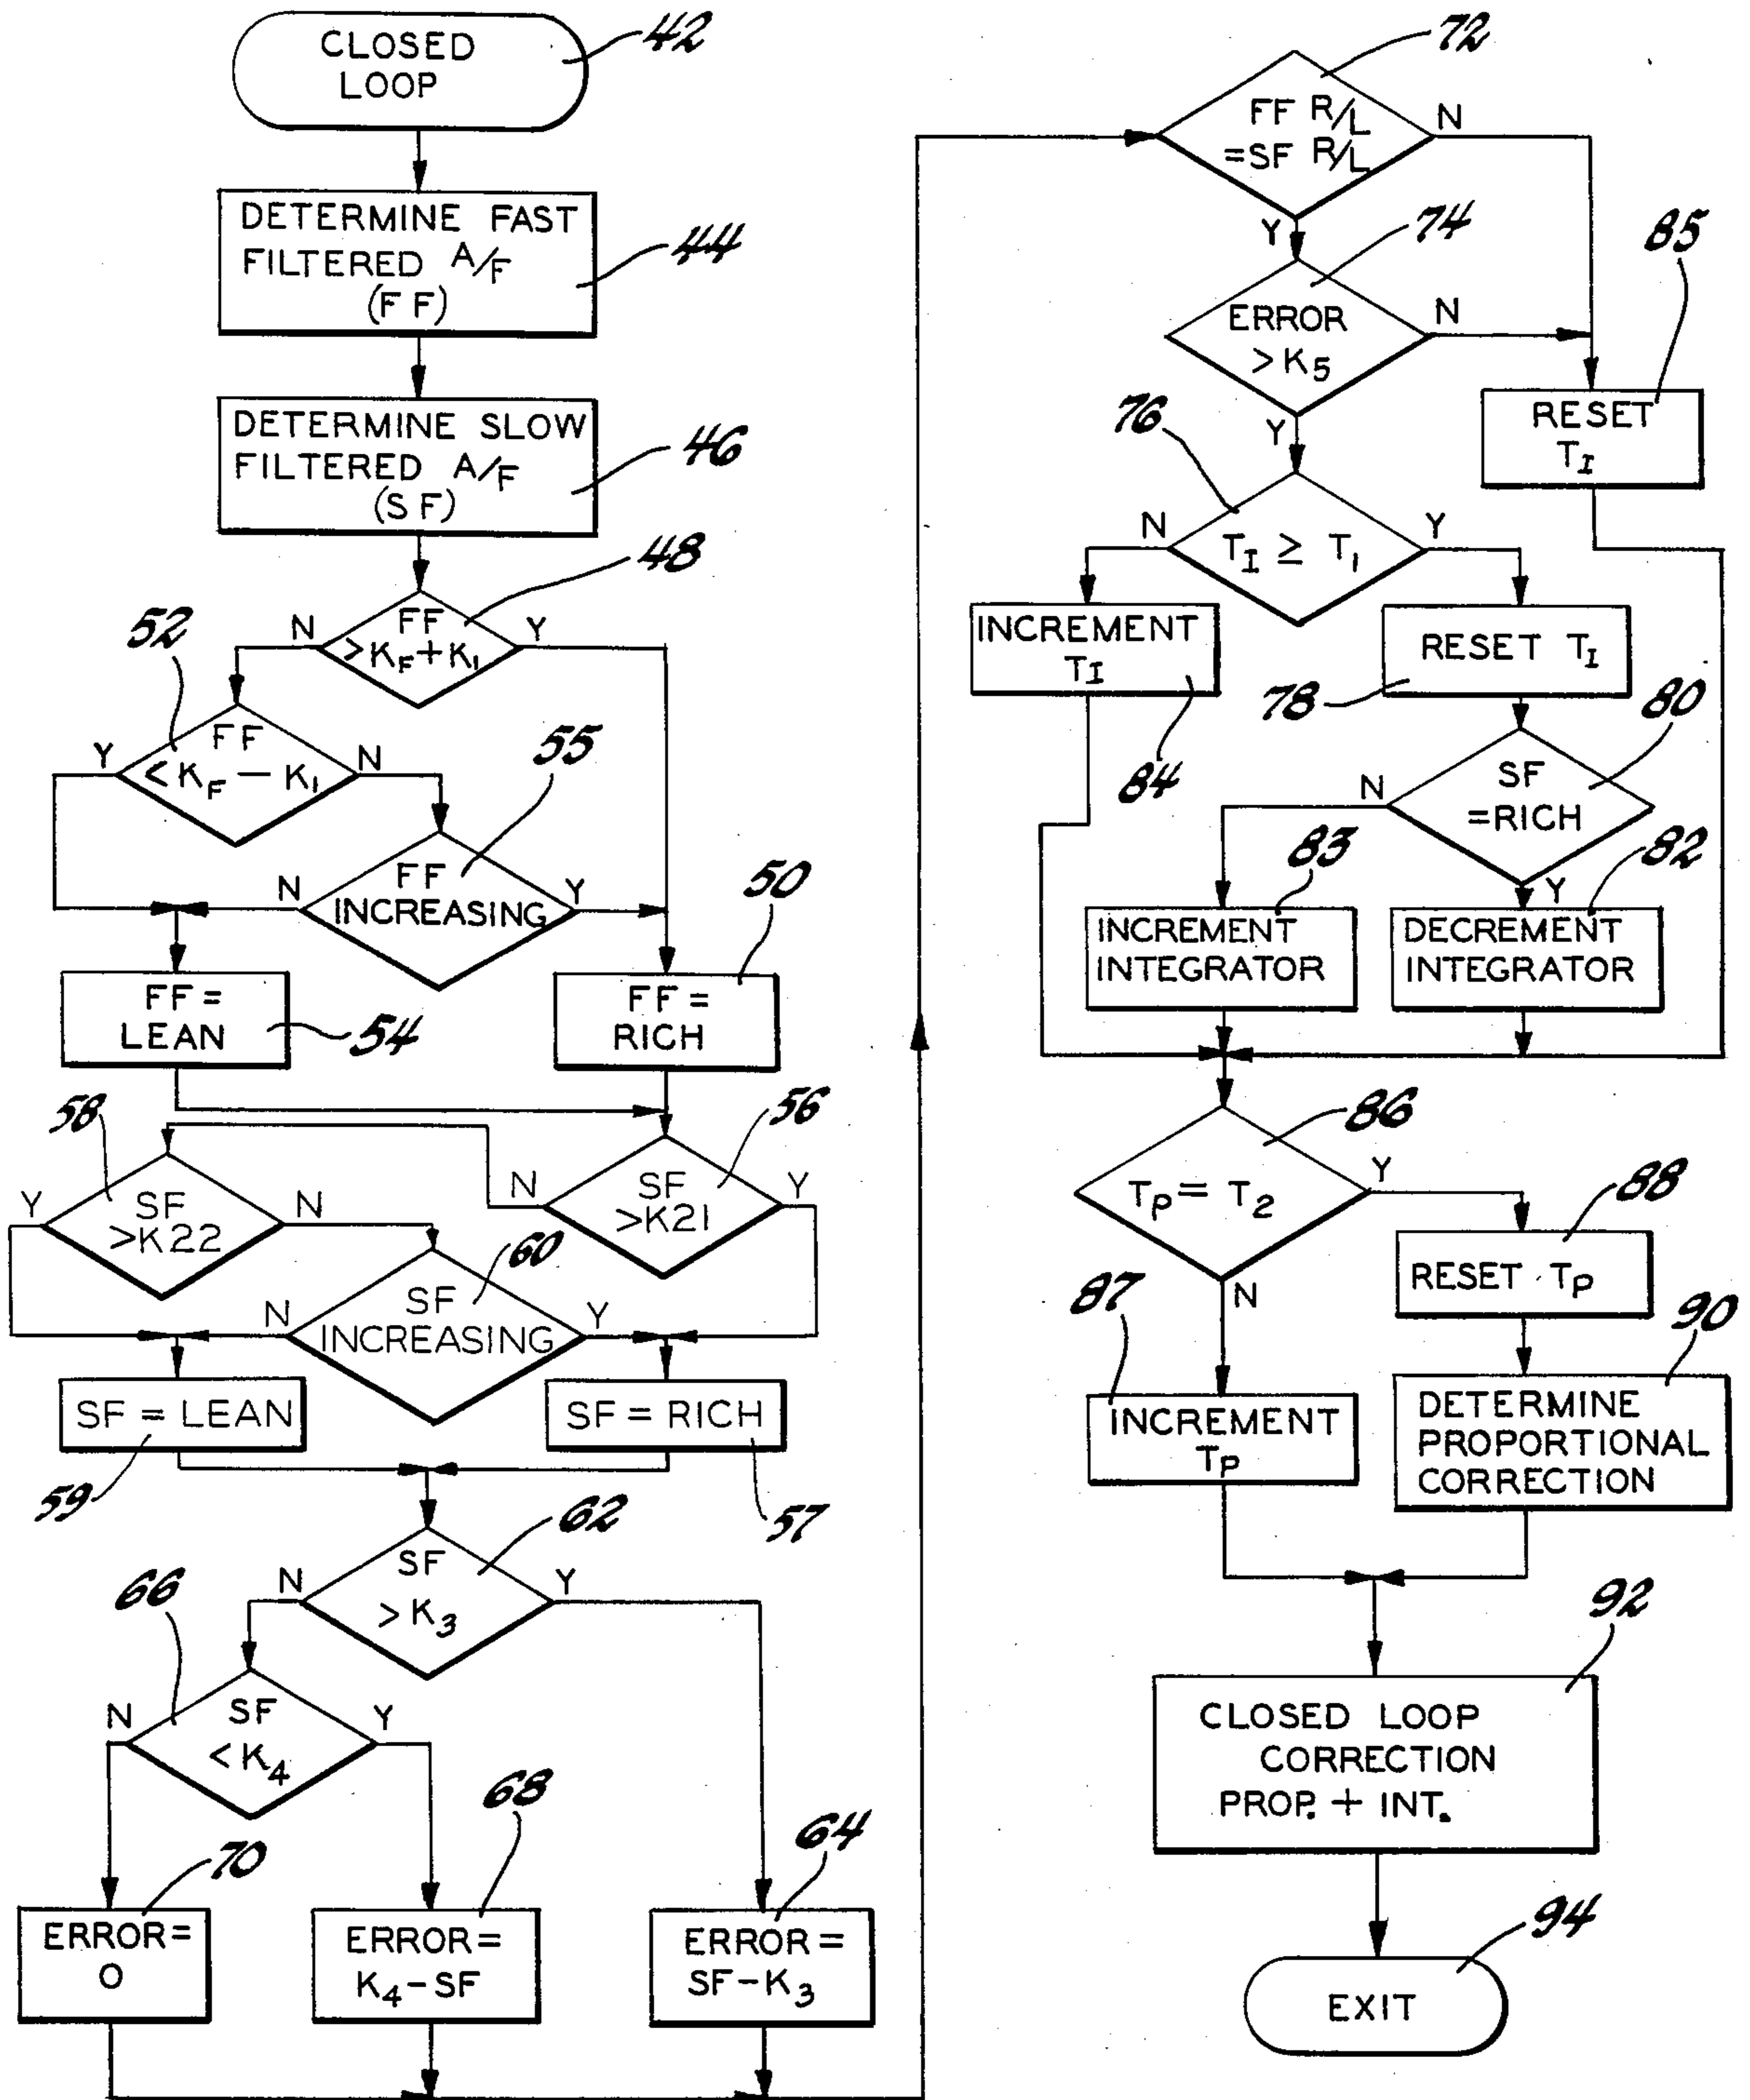 CLOSED
LOOP
42
DETERMINE FAST
FILTERED A/F
(FF)
44
DETERMINE SLOW
FILTERED A/F
(SF)
46
48
FF
>KF+K1
N
Y
52
FF
<KF-K1
Y
N
55
FF
INCREASING
N
Y
50
FF=
LEAN
54
FF=
RICH
56
SF
>K21
N
Y
58
SF
>K22
Y
N
60
SF
INCREASING
N
Y
SF=LEAN
59
SF=RICH
57
62
SF
>K3
N
Y
66
SF
<K4
N
Y
70
ERROR=
0
68
ERROR=
K4-SF
64
ERROR=
SF-K3
72
FF R/L
=SF R/L
N
Y
74
ERROR
>K5
N
Y
85
RESET
TI
76
TI ≥ T1
N
Y
INCREMENT
TI
84
RESET TI
78
80
SF
=RICH
N
Y
83
INCREMENT
INTEGRATOR
82
DECREMENT
INTEGRATOR
86
TP=T2
Y
N
88
RESET TP
87
INCREMENT
TP
90
DETERMINE
PROPORTIONAL
CORRECTION
92
CLOSED LOOP
CORRECTION
PROP.+INT.
94
EXIT